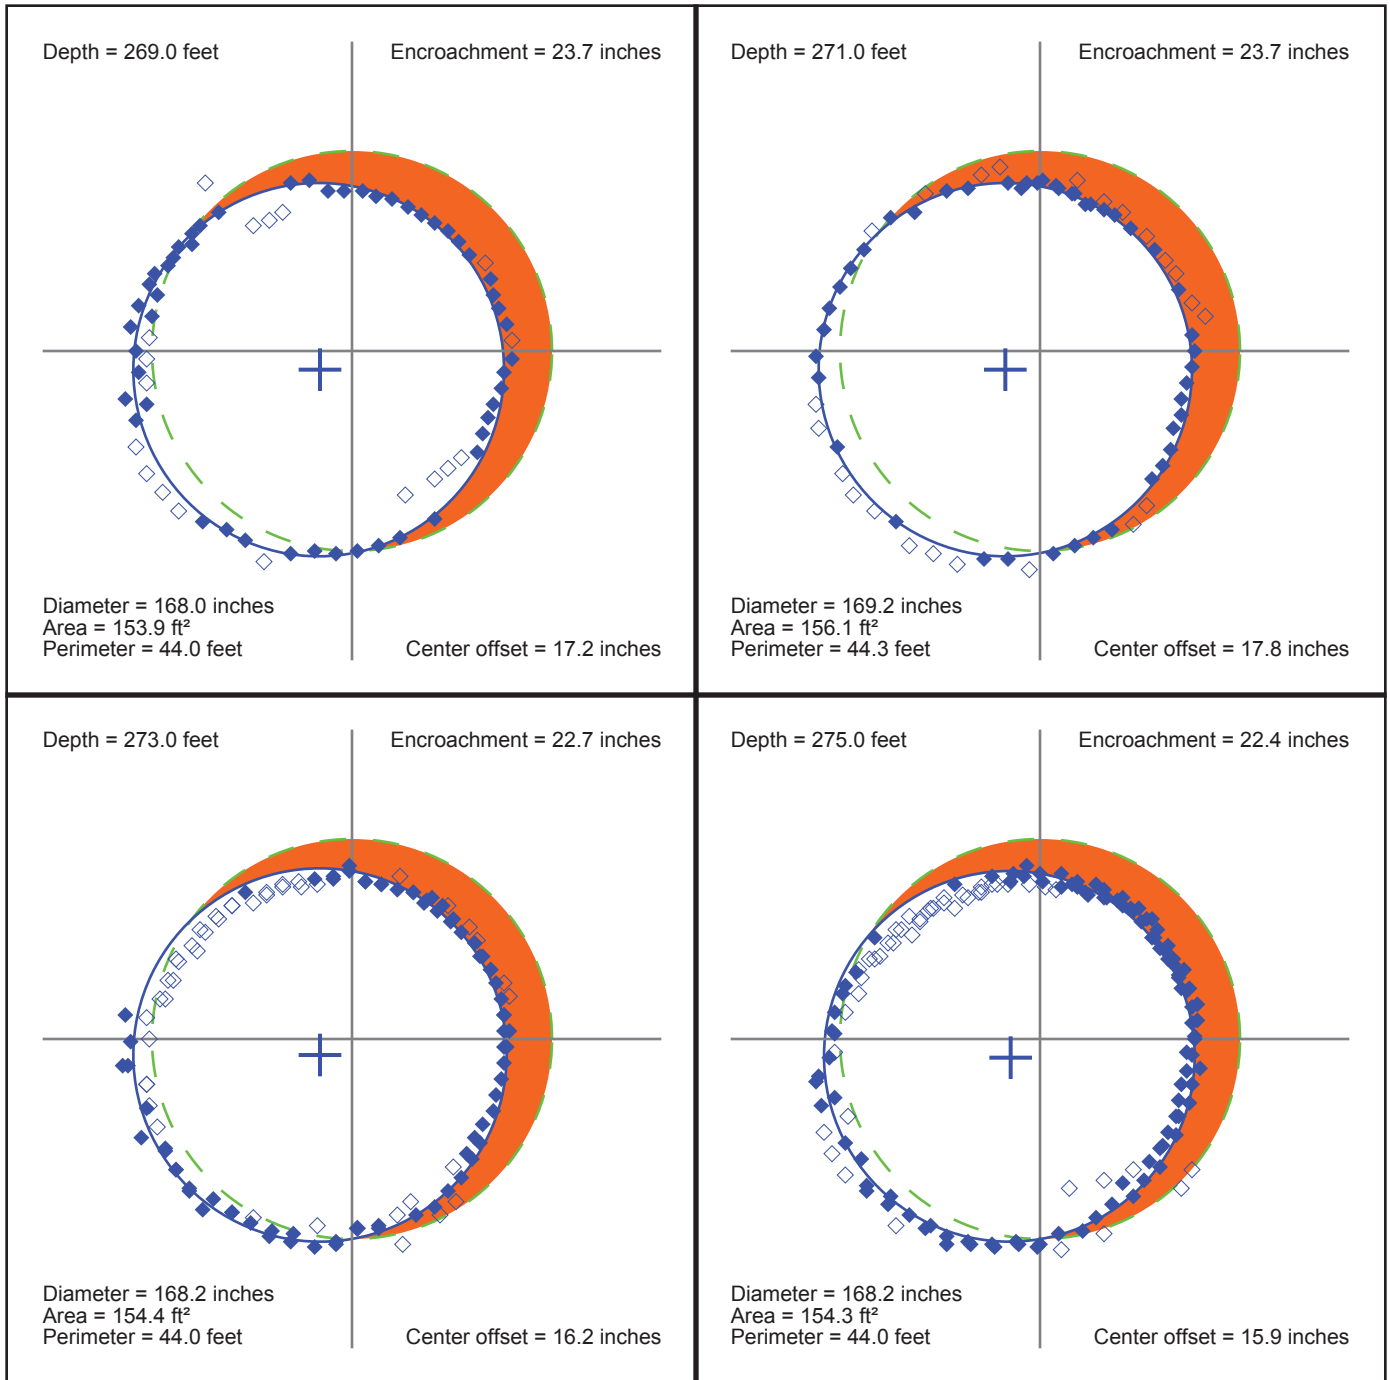 Depth = 269.0 feet
Encroachment = 23.7 inches
Diameter = 168.0 inches
Area = 153.9 ft²
Perimeter = 44.0 feet
Center offset = 17.2 inches
Depth = 271.0 feet
Encroachment = 23.7 inches
Diameter = 169.2 inches
Area = 156.1 ft²
Perimeter = 44.3 feet
Center offset = 17.8 inches
Depth = 273.0 feet
Encroachment = 22.7 inches
Diameter = 168.2 inches
Area = 154.4 ft²
Perimeter = 44.0 feet
Center offset = 16.2 inches
Depth = 275.0 feet
Encroachment = 22.4 inches
Diameter = 168.2 inches
Area = 154.3 ft²
Perimeter = 44.0 feet
Center offset = 15.9 inches